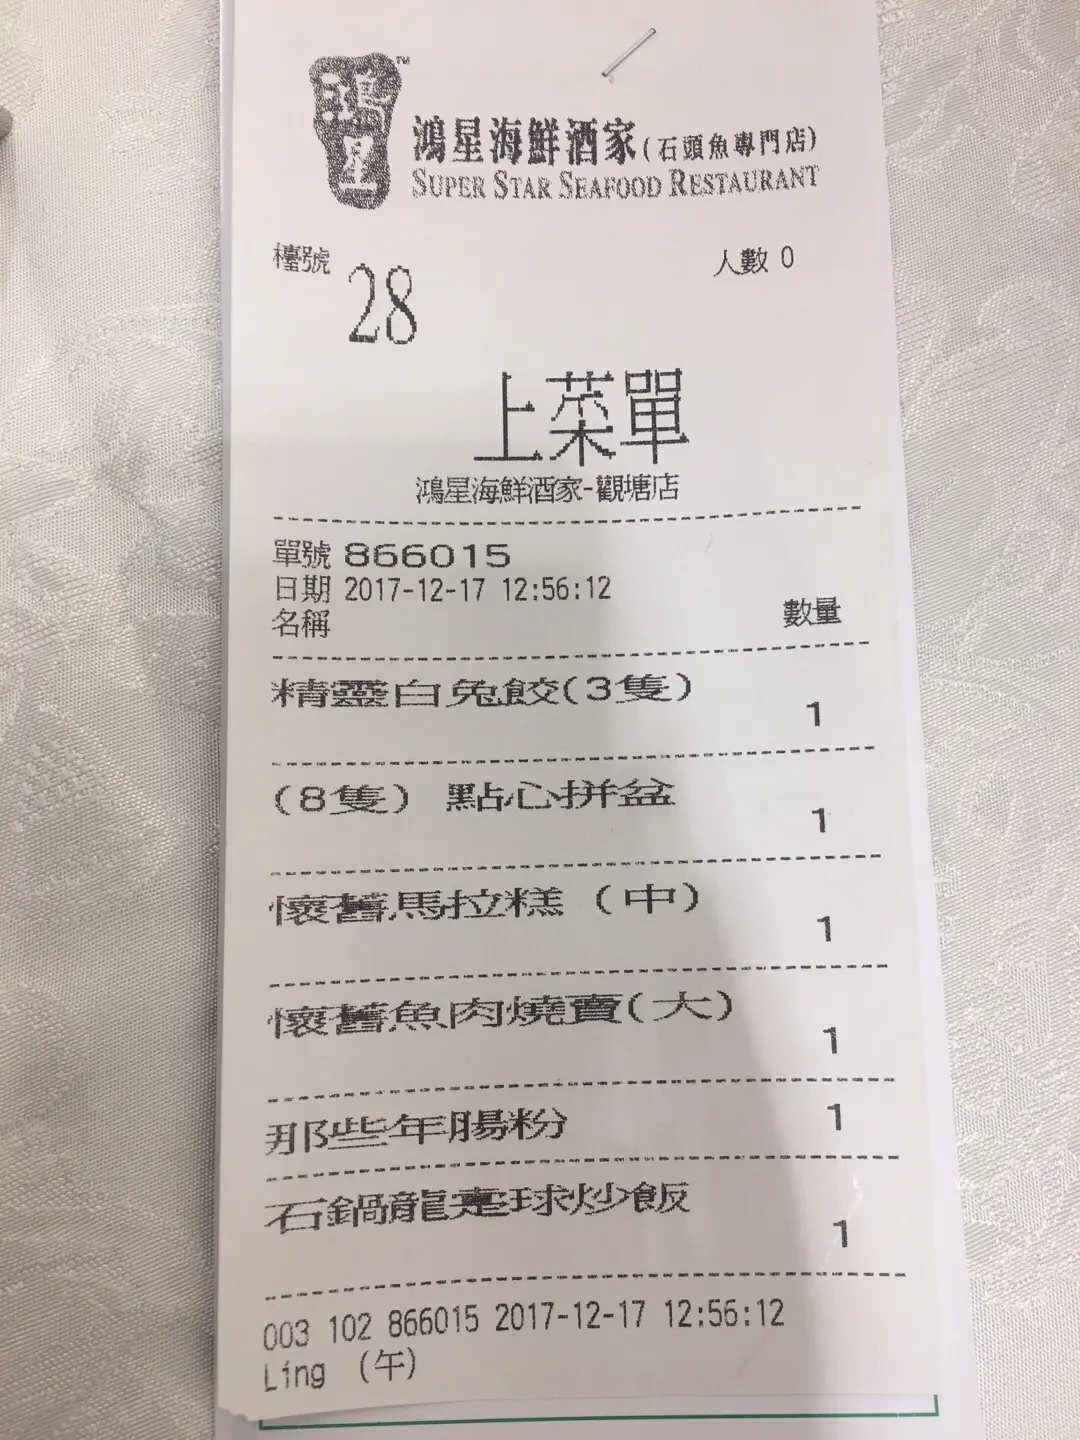 鴻星™
鴻星海鮮酒家(石頭魚專門店)
SUPER STAR SEAFOOD RESTAURANT
檯號 28 人數 0
上菜單
鴻星海鮮酒家-觀塘店
單號 866015
日期 2017-12-17 12:56:12
名稱 數量
精靈白兔餃(3隻) 1
(8隻) 點心拼盆 1
懷舊馬拉糕 (中) 1
懷舊魚肉燒賣(大) 1
那些年腸粉 1
石鍋龍躉球炒飯 1
003 102 866015 2017-12-17 12:56:12
Ling (午)